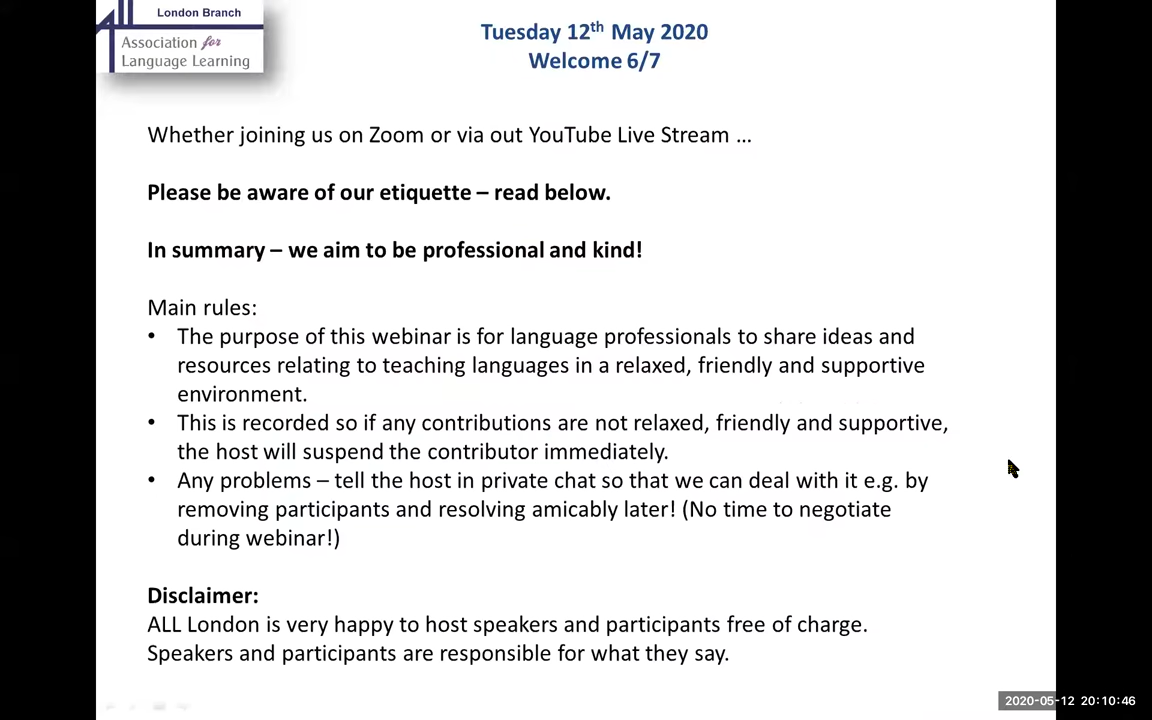 London Branch
Association for
Language Learning
Tuesday 12th May 2020
Welcome 6/7
Whether joining us on Zoom or via out YouTube Live Stream ...
Please be aware of our etiquette – read below.
In summary – we aim to be professional and kind!
Main rules:
• The purpose of this webinar is for language professionals to share ideas and
resources relating to teaching languages in a relaxed, friendly and supportive
environment.
• This is recorded so if any contributions are not relaxed, friendly and supportive,
the host will suspend the contributor immediately.
• Any problems – tell the host in private chat so that we can deal with it e.g. by
removing participants and resolving amicably later! (No time to negotiate
during webinar!)
Disclaimer:
ALL London is very happy to host speakers and participants free of charge.
Speakers and participants are responsible for what they say.
2020-05-12 20:10:46